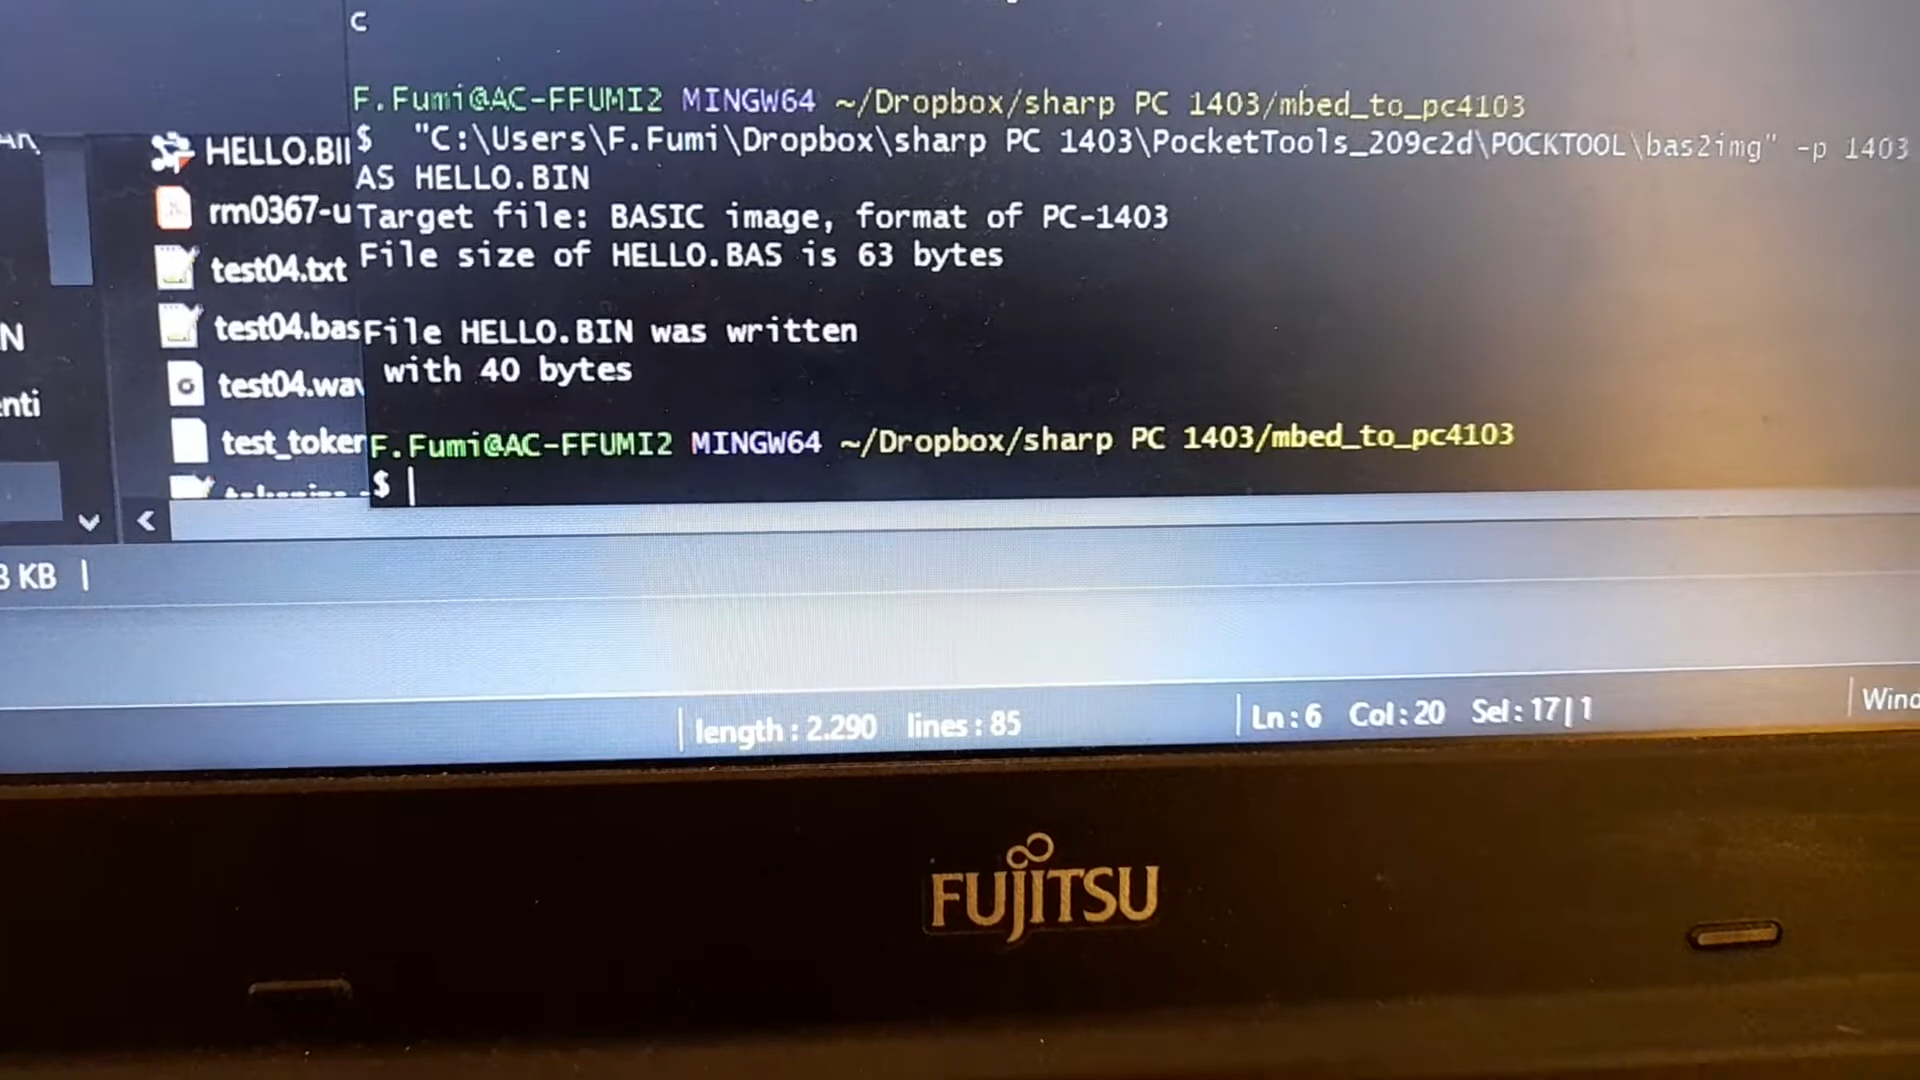 C
F.Fumi@AC-FFUMI2 MINGW64 ~/Dropbox/sharp PC 1403/mbed_to_pc4103
$ "C:\Users\F.Fumi\Dropbox\sharp PC 1403\PocketTools_209c2d\POCKTOOL\bas2img" -p 1403
AS HELLO.BIN
Target file: BASIC image, format of PC-1403
File size of HELLO.BAS is 63 bytes
File HELLO.BIN was written
with 40 bytes
F.Fumi@AC-FFUMI2 MINGW64 ~/Dropbox/sharp PC 1403/mbed_to_pc4103
$
HELLO.BI
rm0367-u
test04.txt
test04.bas
test04.wav
test_token
N
enti
3 KB
length : 2.290 lines : 85
Ln : 6 Col : 20 Sel : 17 | 1
Wind
FUJITSU